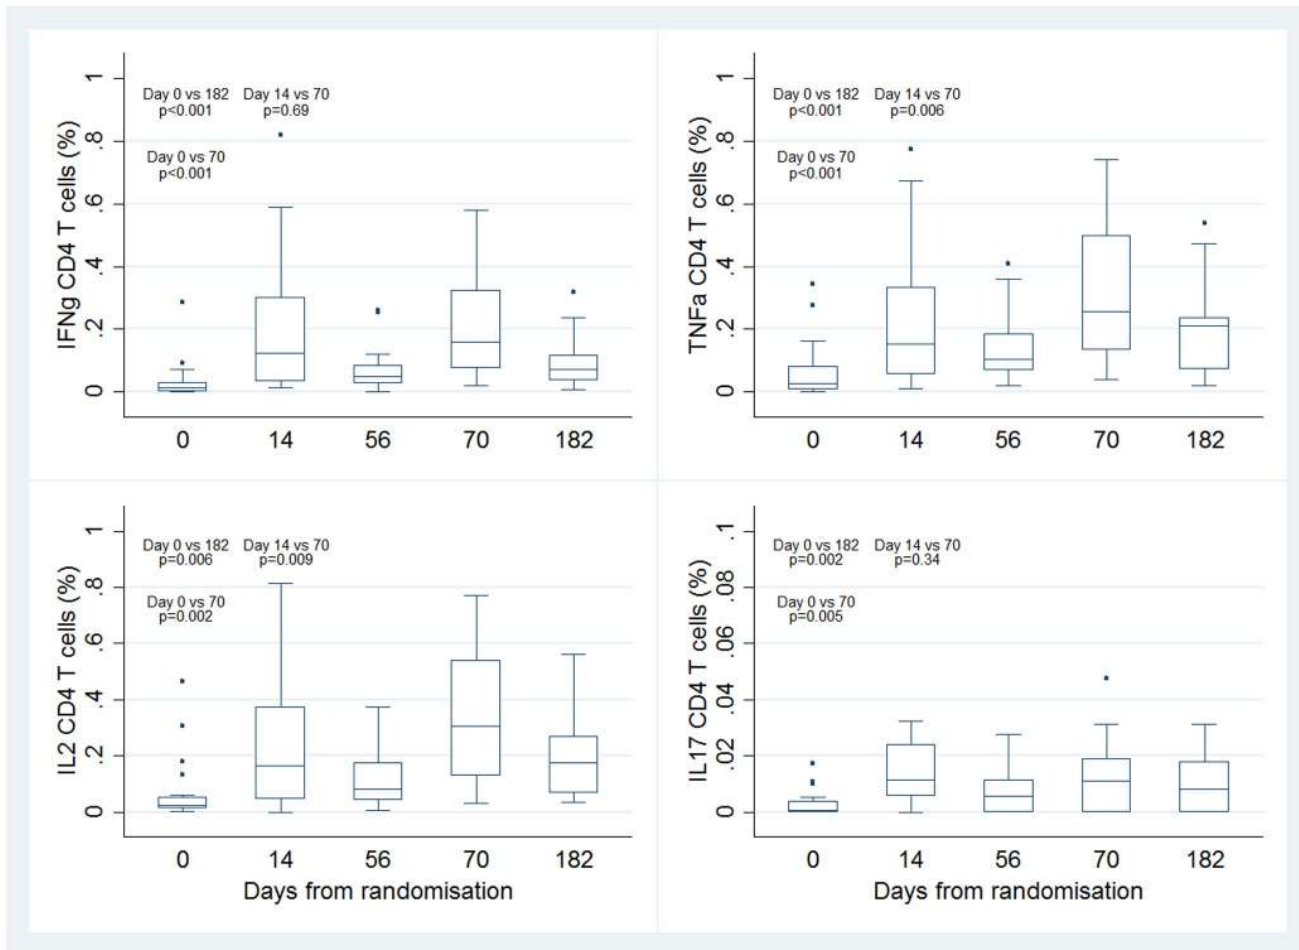 IFNg CD4 T cells (%)
1
.8
.6
.4
.2
0
Day 0 vs 182 Day 14 vs 70
p<0.001 p=0.69
Day 0 vs 70
p<0.001
0 14 56 70 182
TNFa CD4 T cells (%)
1
.8
.6
.4
.2
0
Day 0 vs 182 Day 14 vs 70
p<0.001 p=0.006
Day 0 vs 70
p<0.001
0 14 56 70 182
IL2 CD4 T cells (%)
1
.8
.6
.4
.2
0
Day 0 vs 182 Day 14 vs 70
p=0.006 p=0.009
Day 0 vs 70
p=0.002
0 14 56 70 182
Days from randomisation
IL17 CD4 T cells (%)
.1
.08
.06
.04
.02
0
Day 0 vs 182 Day 14 vs 70
p=0.002 p=0.34
Day 0 vs 70
p=0.005
0 14 56 70 182
Days from randomisation